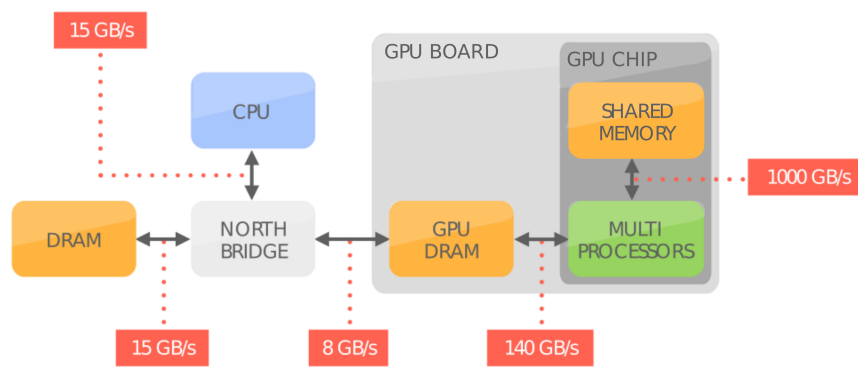 15 GB/s
GPU BOARD
GPU CHIP
CPU
SHARED
MEMORY
1000 GB/s
DRAM
NORTH
BRIDGE
GPU
DRAM
MULTI
PROCESSORS
15 GB/s
8 GB/s
140 GB/s